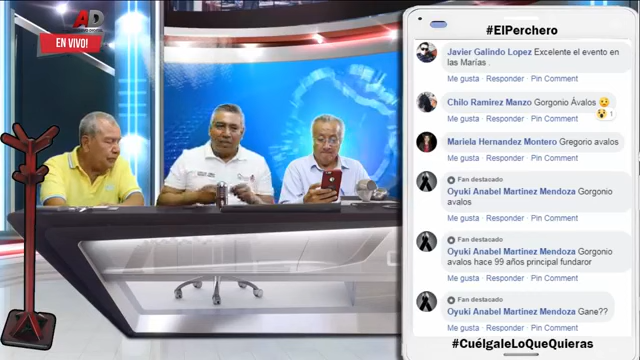 AD
EN VIVO!
#ElPerchero
Javier Galindo Lopez Excelente el evento en
las Marías .
Me gusta · Responder · Pin Comment
Chilo Ramirez Manzo Gorgonio Ávalos
1
Me gusta · Responder · Pin Comment
Mariela Hernandez Montero Gregorio avalos
Me gusta · Responder · Pin Comment
Fan destacado
Oyuki Anabel Martinez Mendoza Gorgonio
avalos
Me gusta · Responder · Pin Comment
Fan destacado
Oyuki Anabel Martinez Mendoza Gorgonio
avalos hace 99 años principal fundaror
Me gusta · Responder · Pin Comment
Fan destacado
Oyuki Anabel Martinez Mendoza Gane??
Me gusta · Responder · Pin Comment
#CuélgaleLoQueQuieras